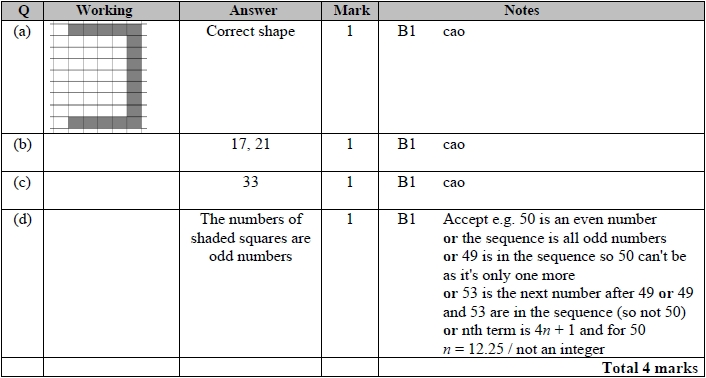 Q Working Answer Mark Notes
(a) Correct shape 1 B1 cao
(b) 17, 21 1 B1 cao
(c) 33 1 B1 cao
(d) The numbers of 1 B1 Accept e.g. 50 is an even number
shaded squares are or the sequence is all odd numbers
odd numbers or 49 is in the sequence so 50 can't be
as it's only one more
or 53 is the next number after 49 or 49
and 53 are in the sequence (so not 50)
or nth term is 4n + 1 and for 50
n = 12.25 / not an integer
Total 4 marks